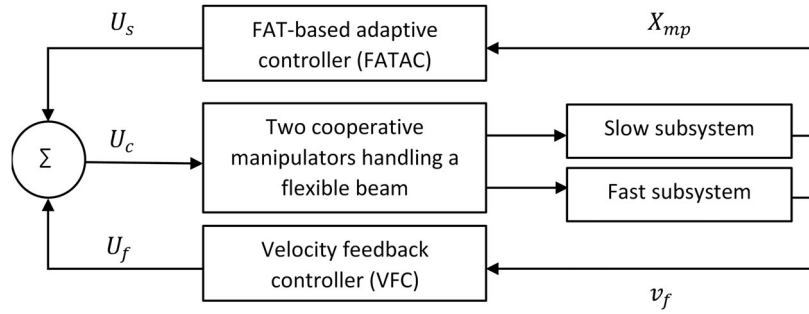 U_s
FAT-based adaptive
controller (FATAC)
X_mp
Σ
U_c
Two cooperative
manipulators handling a
flexible beam
Slow subsystem
Fast subsystem
U_f
Velocity feedback
controller (VFC)
v_f